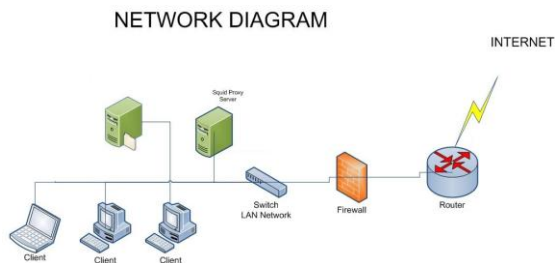 NETWORK DIAGRAM
INTERNET
Squid Proxy
Server
Switch
LAN Network
Firewall
Router
Client
Client
Client